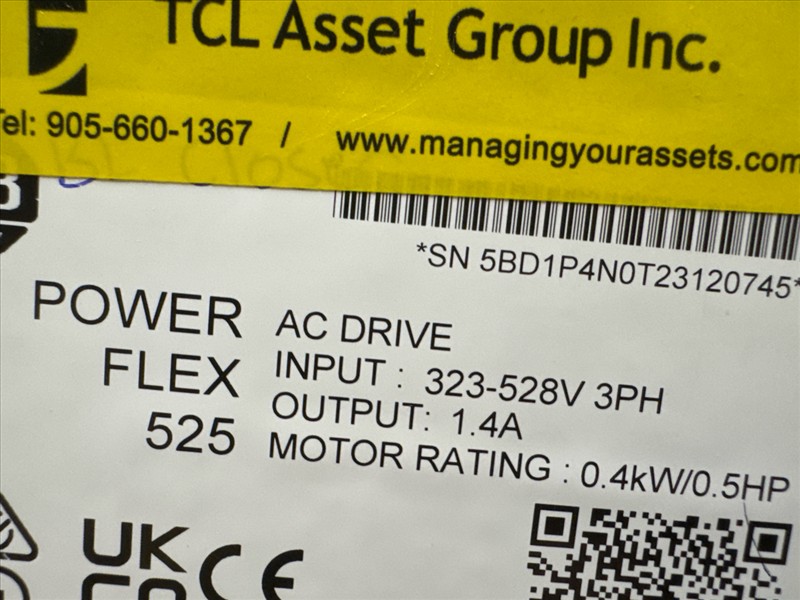 TCL Asset Group Inc.
Tel: 905-660-1367 / www.managingyourassets.com
*SN 5BD1P4N0T23120745*
POWER
FLEX
525
AC DRIVE
INPUT : 323-528V 3PH
OUTPUT: 1.4A
MOTOR RATING : 0.4kW/0.5HP
UK
CA
CE